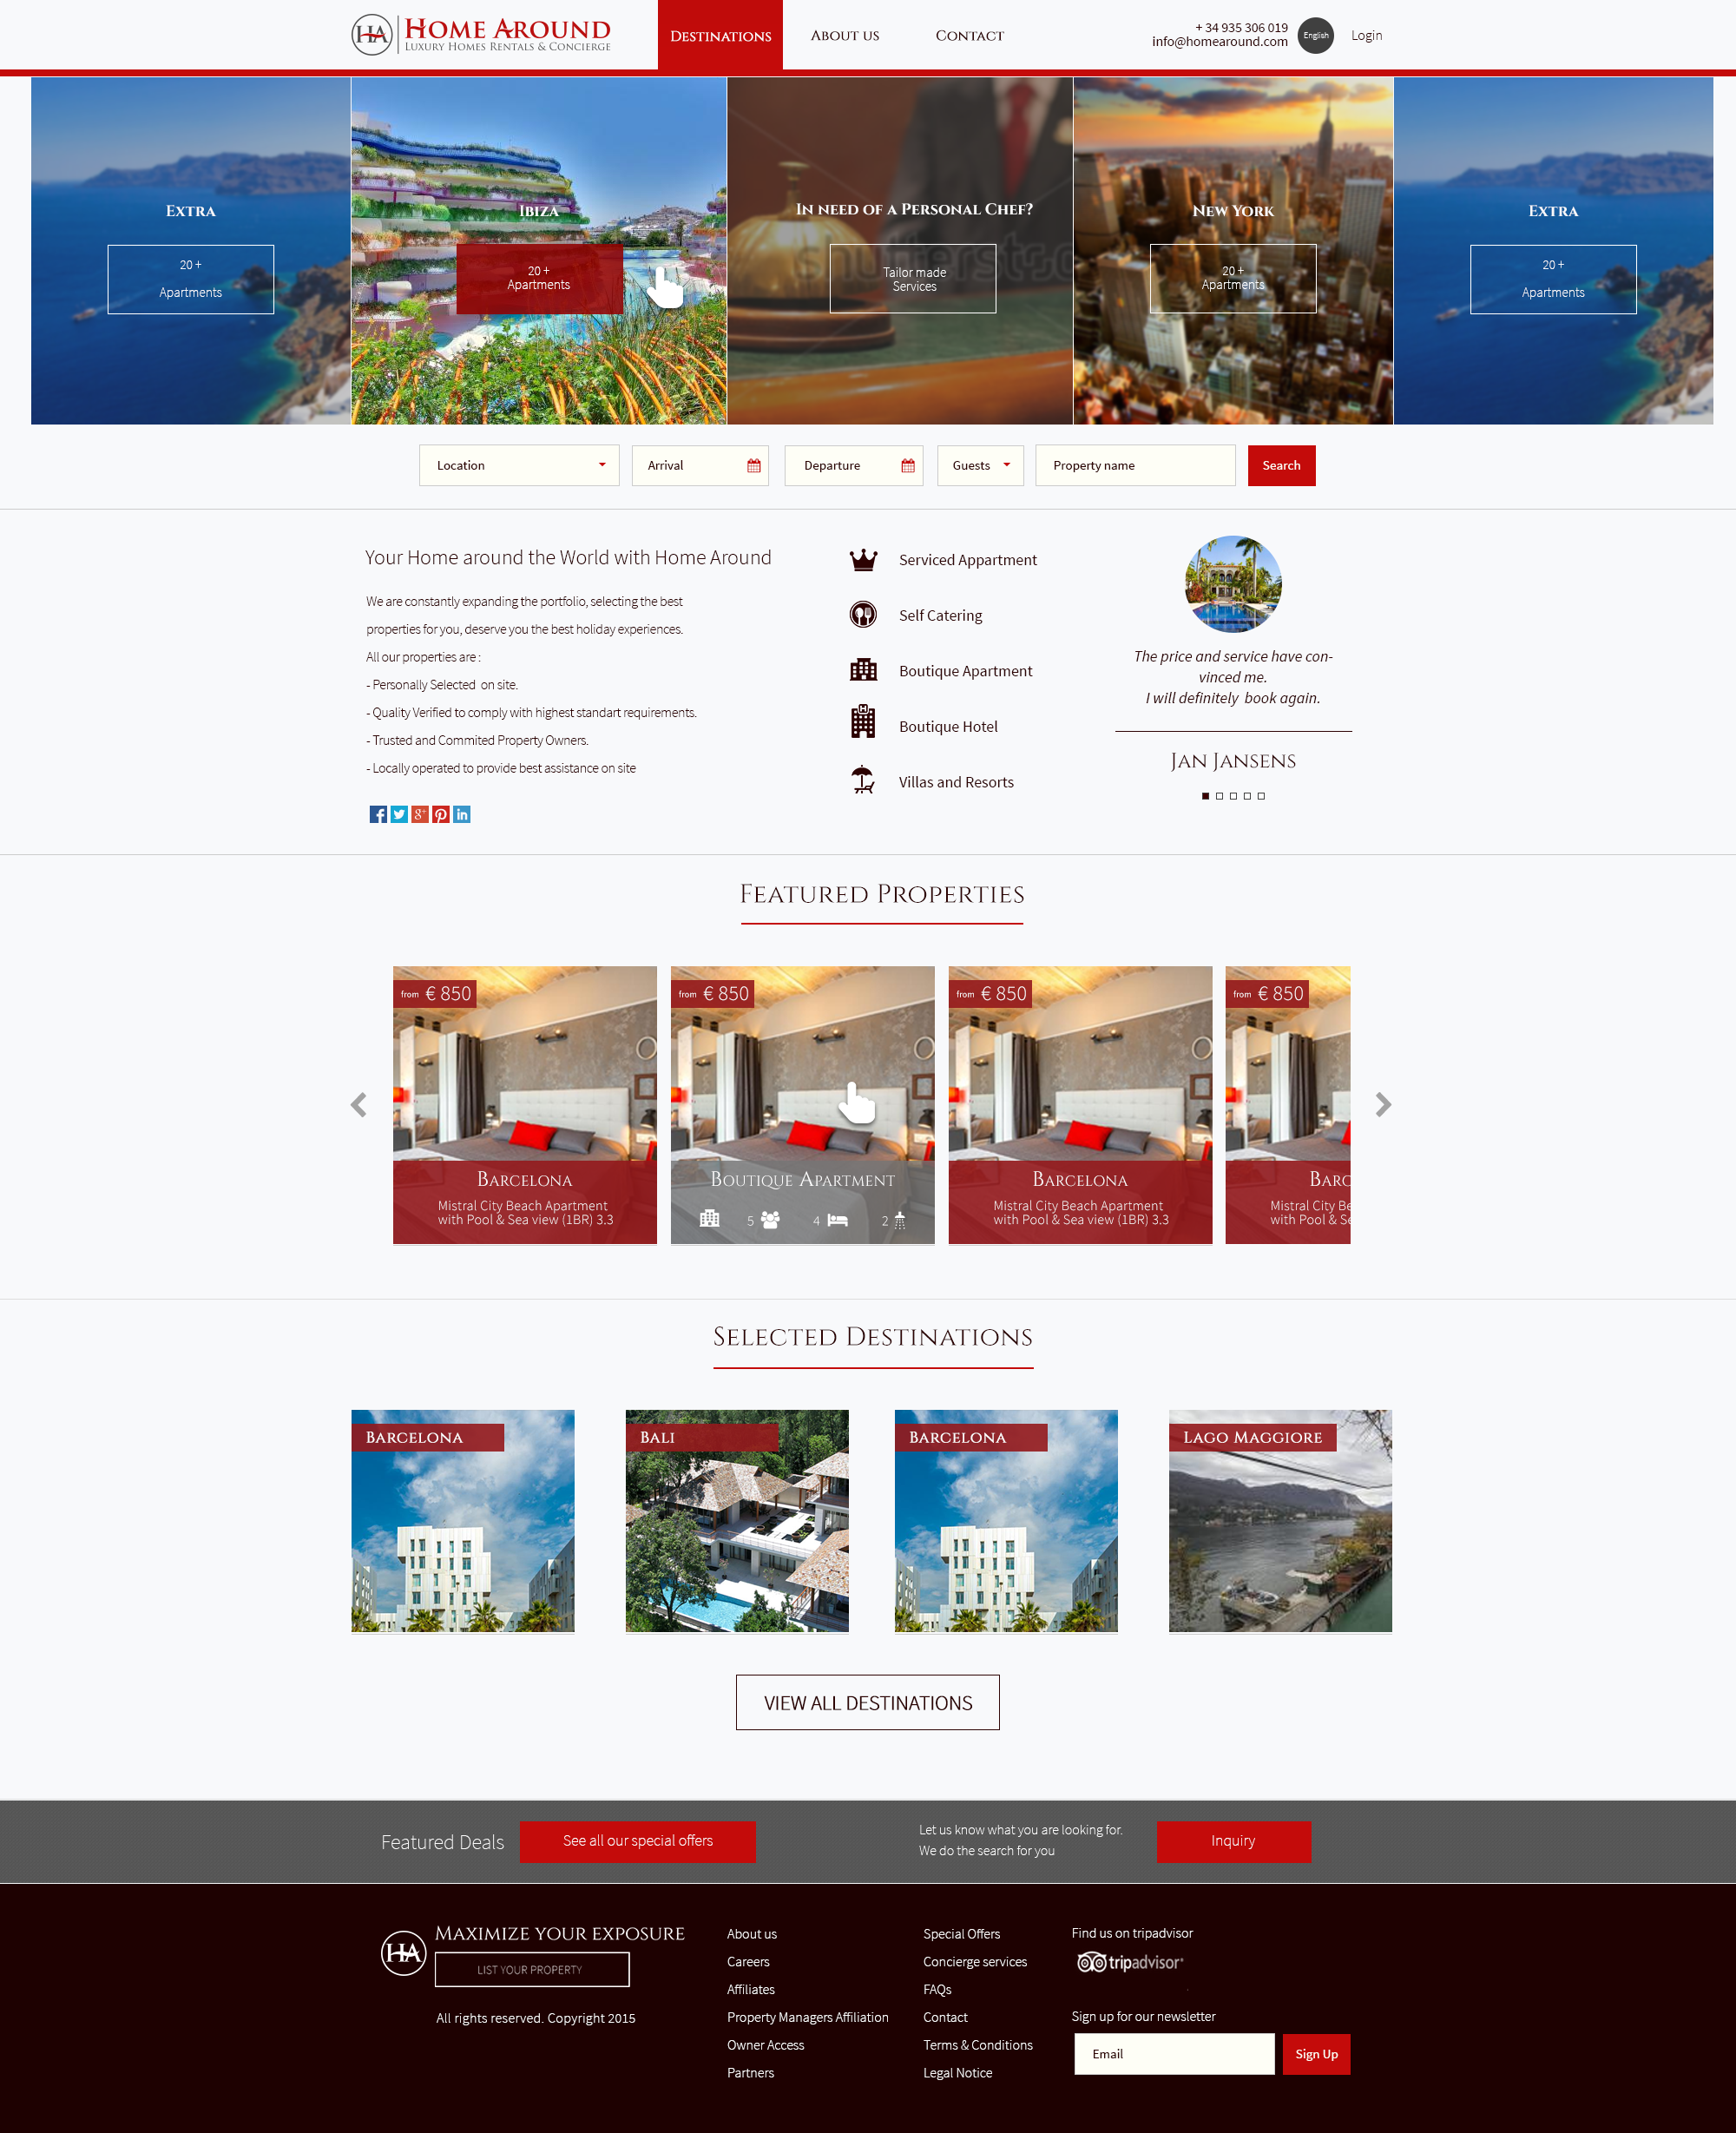 HA Home Around
Luxury Homes Rentals & Concierge
Destinations
About us
Contact
+ 34 935 306 019
info@homearound.com
English
Login
Extra
20 +
Apartments
Ibiza
20 +
Apartments
In need of a Personal Chef?
Tailor made
Services
New York
20 +
Apartments
Extra
20 +
Apartments
Location
Arrival
Departure
Guests
Property name
Search
Your Home around the World with Home Around
We are constantly expanding the portfolio, selecting the best
properties for you, deserve you the best holiday experiences.
All our properties are :
- Personally Selected  on site.
- Quality Verified to comply with highest standart requirements.
- Trusted and Commited Property Owners.
- Locally operated to provide best assistance on site
Serviced Appartment
Self Catering
Boutique Apartment
Boutique Hotel
Villas and Resorts
The price and service have con-
vinced me.
I will definitely  book again.
Jan Jansens
Featured Properties
from € 850
Barcelona
Mistral City Beach Apartment
with Pool & Sea view (1BR) 3.3
from € 850
Boutique Apartment
5
4
2
from € 850
Barcelona
Mistral City Beach Apartment
with Pool & Sea view (1BR) 3.3
from € 850
Barc
Mistral City Be
with Pool & Se
Selected Destinations
Barcelona
Bali
Barcelona
Lago Maggiore
VIEW ALL DESTINATIONS
Featured Deals
See all our special offers
Let us know what you are looking for.
We do the search for you
Inquiry
HA
Maximize your exposure
LIST YOUR PROPERTY
All rights reserved. Copyright 2015
About us
Careers
Affiliates
Property Managers Affiliation
Owner Access
Partners
Special Offers
Concierge services
FAQs
Contact
Terms & Conditions
Legal Notice
Find us on tripadvisor
tripadvisor
Sign up for our newsletter
Email
Sign Up